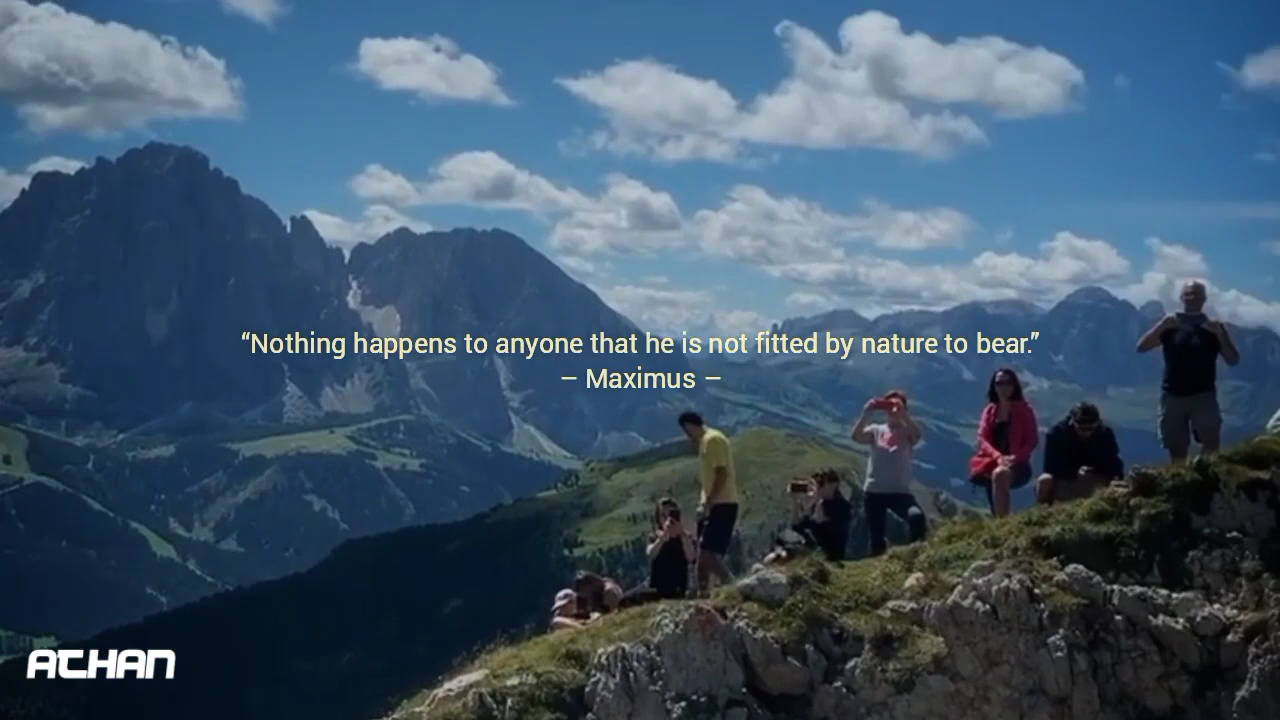 “Nothing happens to anyone that he is not fitted by nature to bear.”
– Maximus –
ATHAN